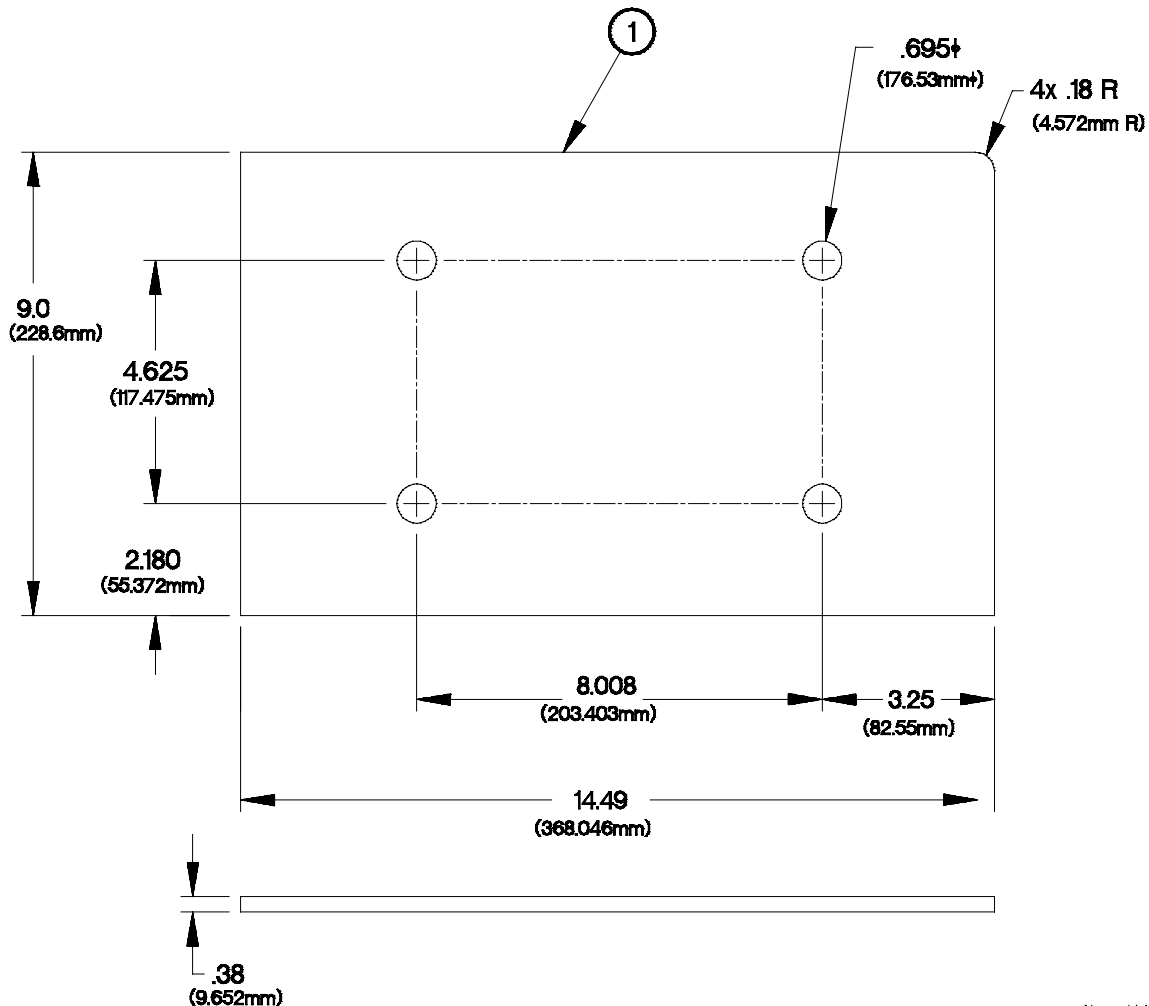 1
.695⌀
(176.53mm⌀)
4x .18 R
(4.572mm R)
9.0
(228.6mm)
4.625
(117.475mm)
2.180
(55.372mm)
8.008
(203.403mm)
3.25
(82.55mm)
14.49
(368.046mm)
.38
(9.652mm)